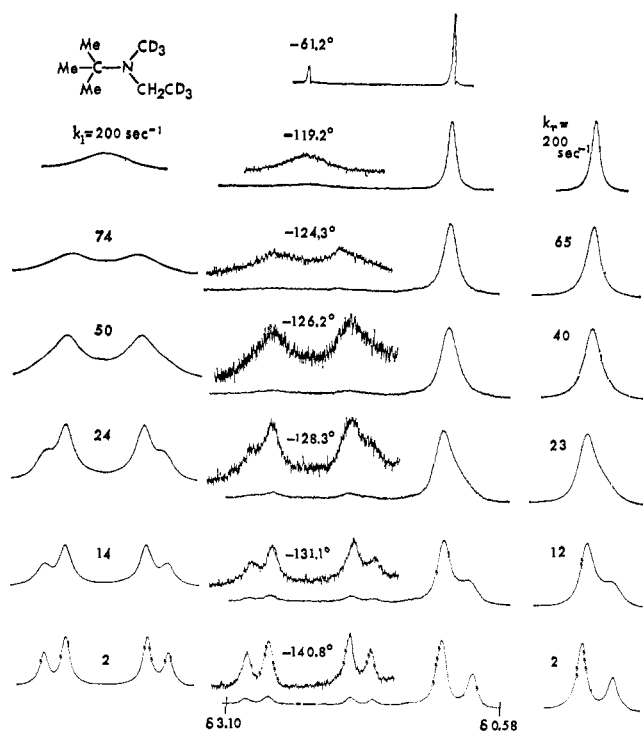 Me CD₃
Me—C—N
Me CH₂CD₃
-61.2°
k₁=200 sec⁻¹
-119.2°
kᵣ= 200 sec⁻¹
74
-124.3°
65
50
-126.2°
40
24
-128.3°
23
14
-131.1°
12
2
-140.8°
2
δ 3.10
δ 0.58